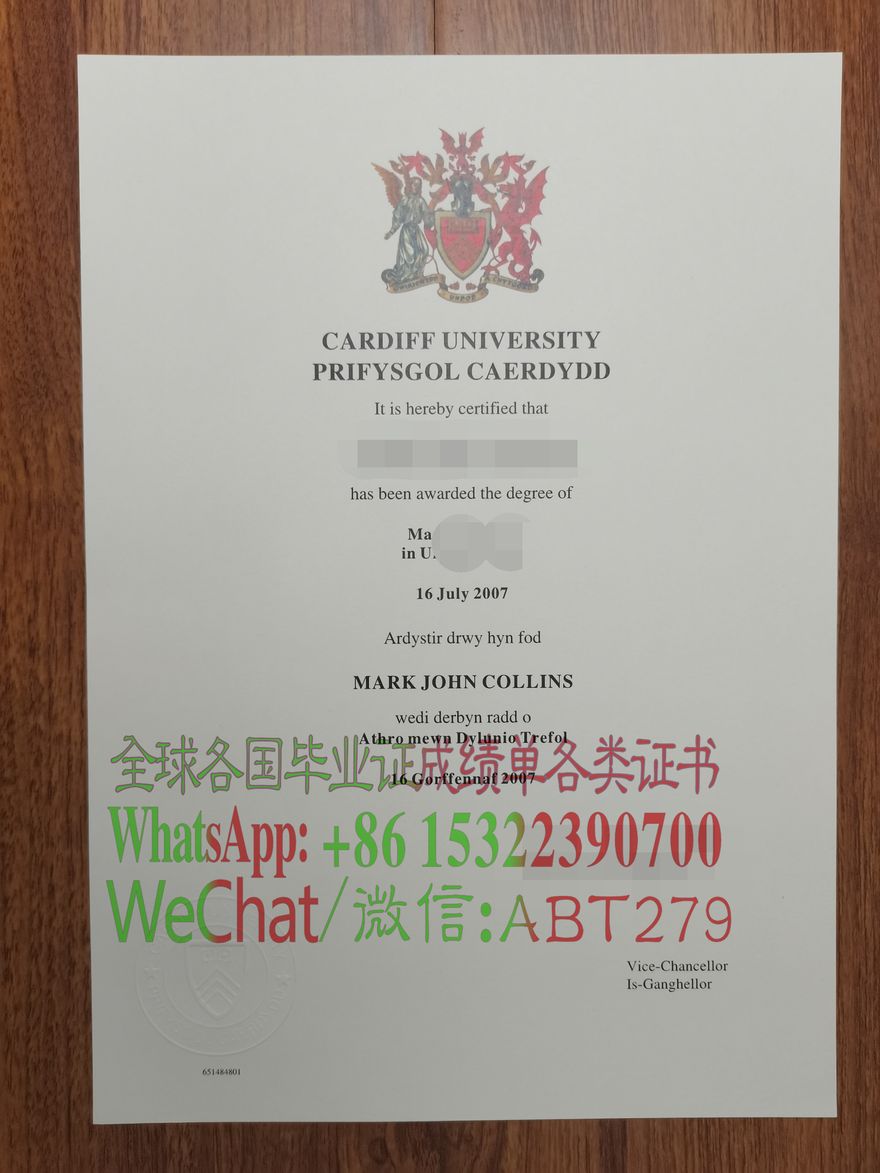 CARDIFF UNIVERSITY
PRIFYSGOL CAERDYDD
It is hereby certified that
has been awarded the degree of
Ma
in U.
16 July 2007
Ardystir drwy hyn fod
MARK JOHN COLLINS
wedi derbyn radd o
Athro mewn Dylunio Trefol
全球各国毕业证成绩单各类证书
16 Gorffennaf 2007
WhatsApp: +86 15322390700
WeChat/微信:ABT279
Vice-Chancellor
Is-Ganghellor
651484801